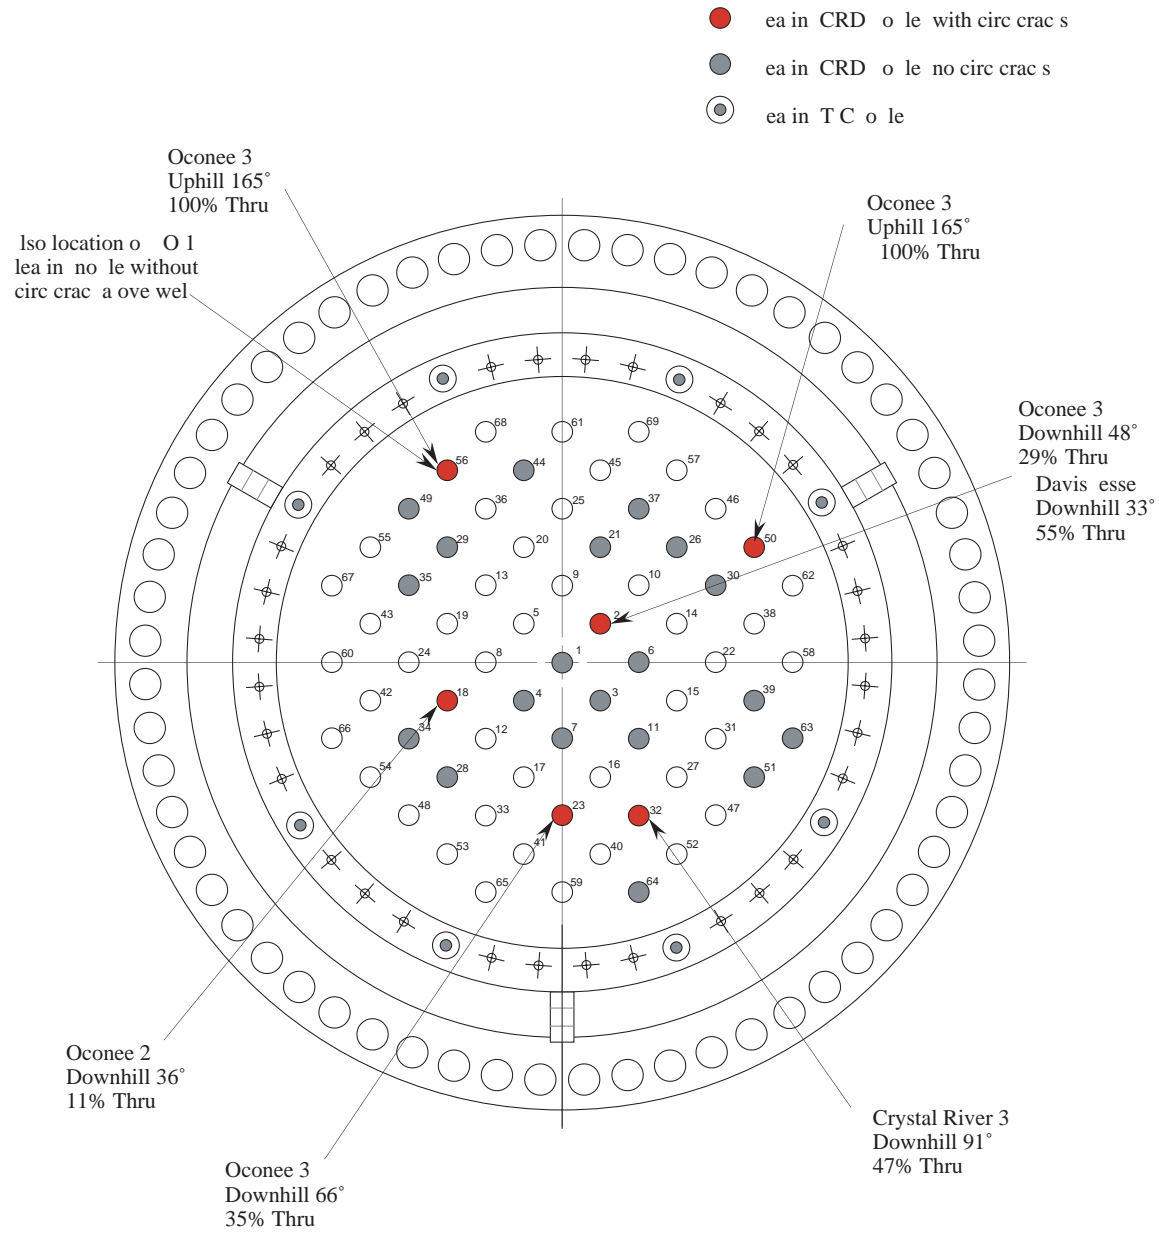 ea in CRD o le with circ crac s
ea in CRD o le no circ crac s
ea in T C o le
Oconee 3
Uphill 165°
100% Thru
lso location o O 1
lea in no le without
circ crac a ove wel
Oconee 3
Uphill 165°
100% Thru
Oconee 3
Downhill 48°
29% Thru
Davis esse
Downhill 33°
55% Thru
68 61 69
56 44 45 57
49 36 25 37 46
55 29 20 21 26 50
67 35 13 9 10 30 62
43 19 5 2 14 38
60 24 8 1 6 22 58
42 18 4 3 15 39
66 34 12 7 11 31 63
54 28 17 16 27 51
48 33 23 32 47
53 41 40 52
65 59 64
Oconee 2
Downhill 36°
11% Thru
Oconee 3
Downhill 66°
35% Thru
Crystal River 3
Downhill 91°
47% Thru